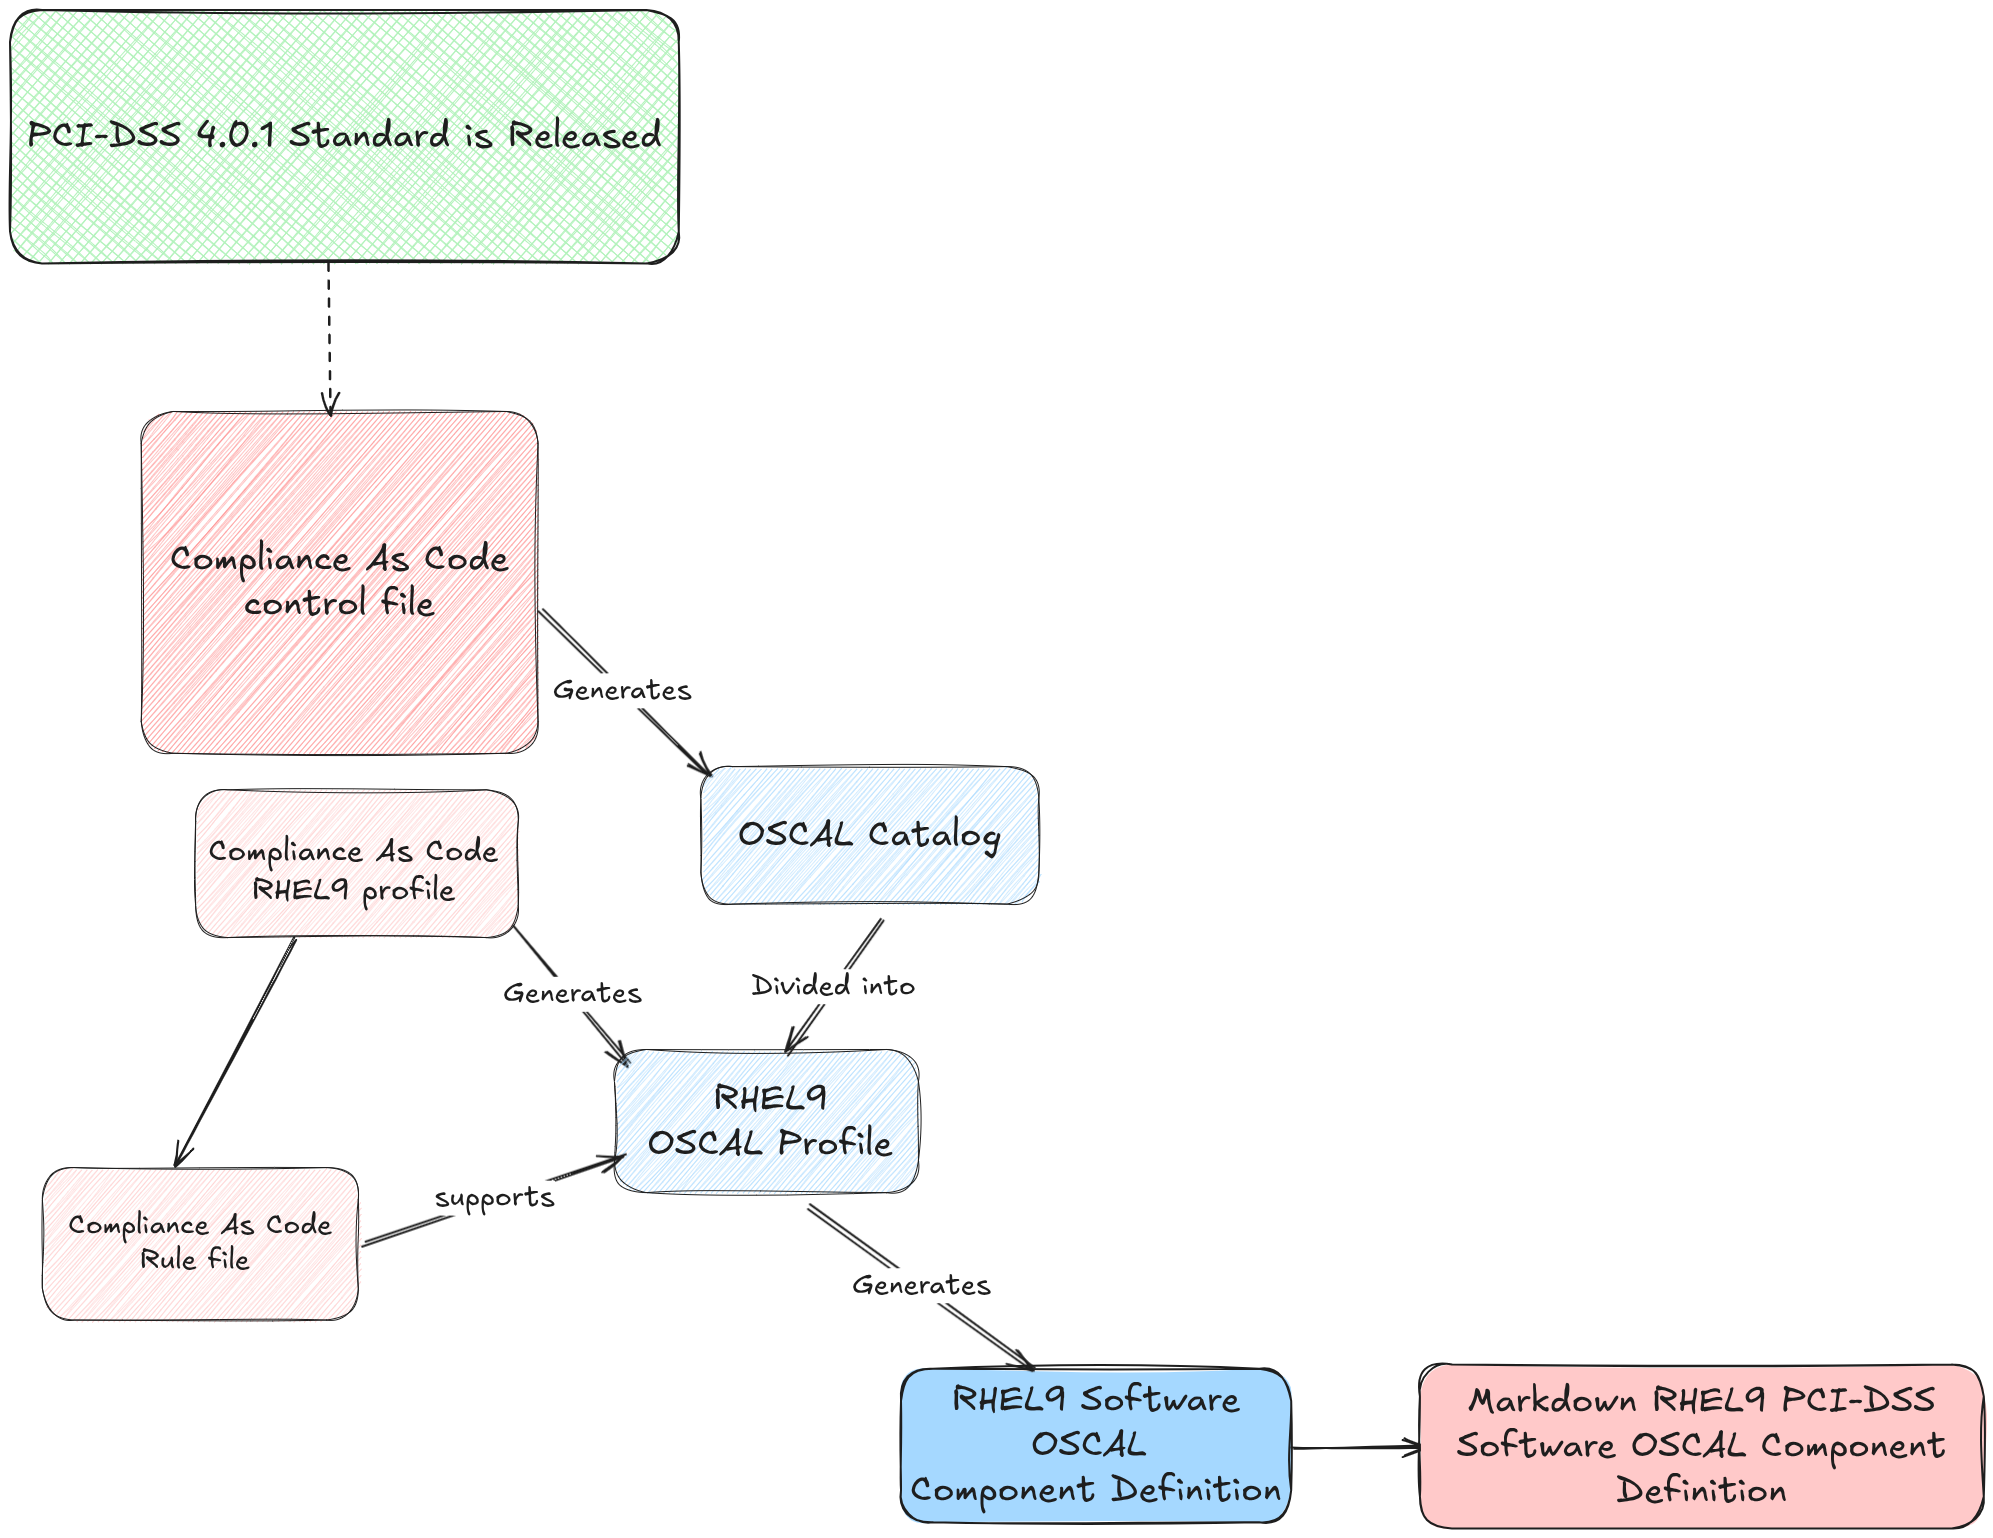 PCI-DSS 4.0.1 Standard is Released
Compliance As Code
control file
Generates
Compliance As Code
RHEL9 profile
OSCAL Catalog
Generates
Divided into
RHEL9
OSCAL Profile
supports
Compliance As Code
Rule file
Generates
RHEL9 Software
OSCAL
Component Definition
Markdown RHEL9 PCI-DSS
Software OSCAL Component
Definition